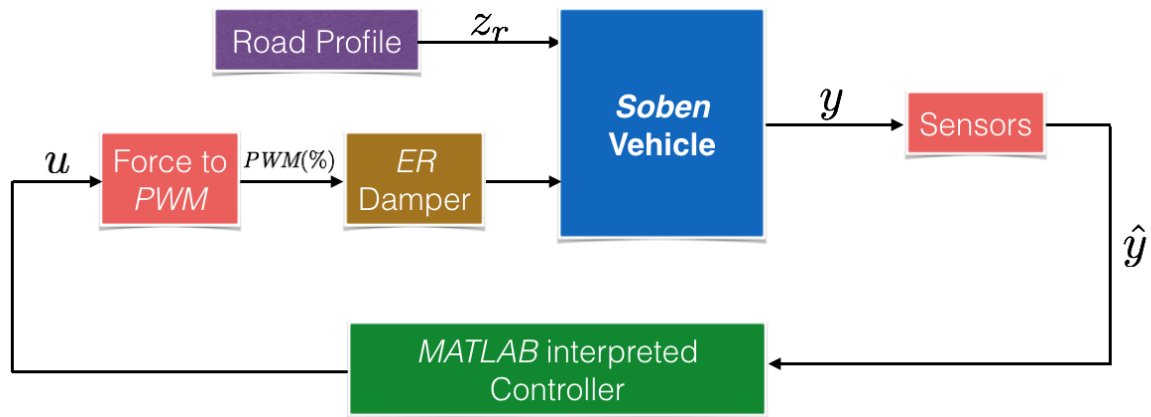 Road Profile
z_r
Soben
Vehicle
y
Sensors
u
Force to
PWM
PWM(%)
ER
Damper
ŷ
MATLAB interpreted
Controller